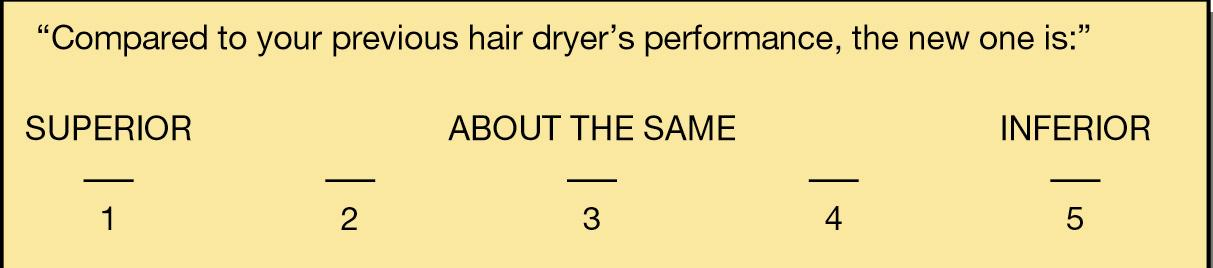 “Compared to your previous hair dryer’s performance, the new one is:”
SUPERIOR ABOUT THE SAME INFERIOR
1 2 3 4 5